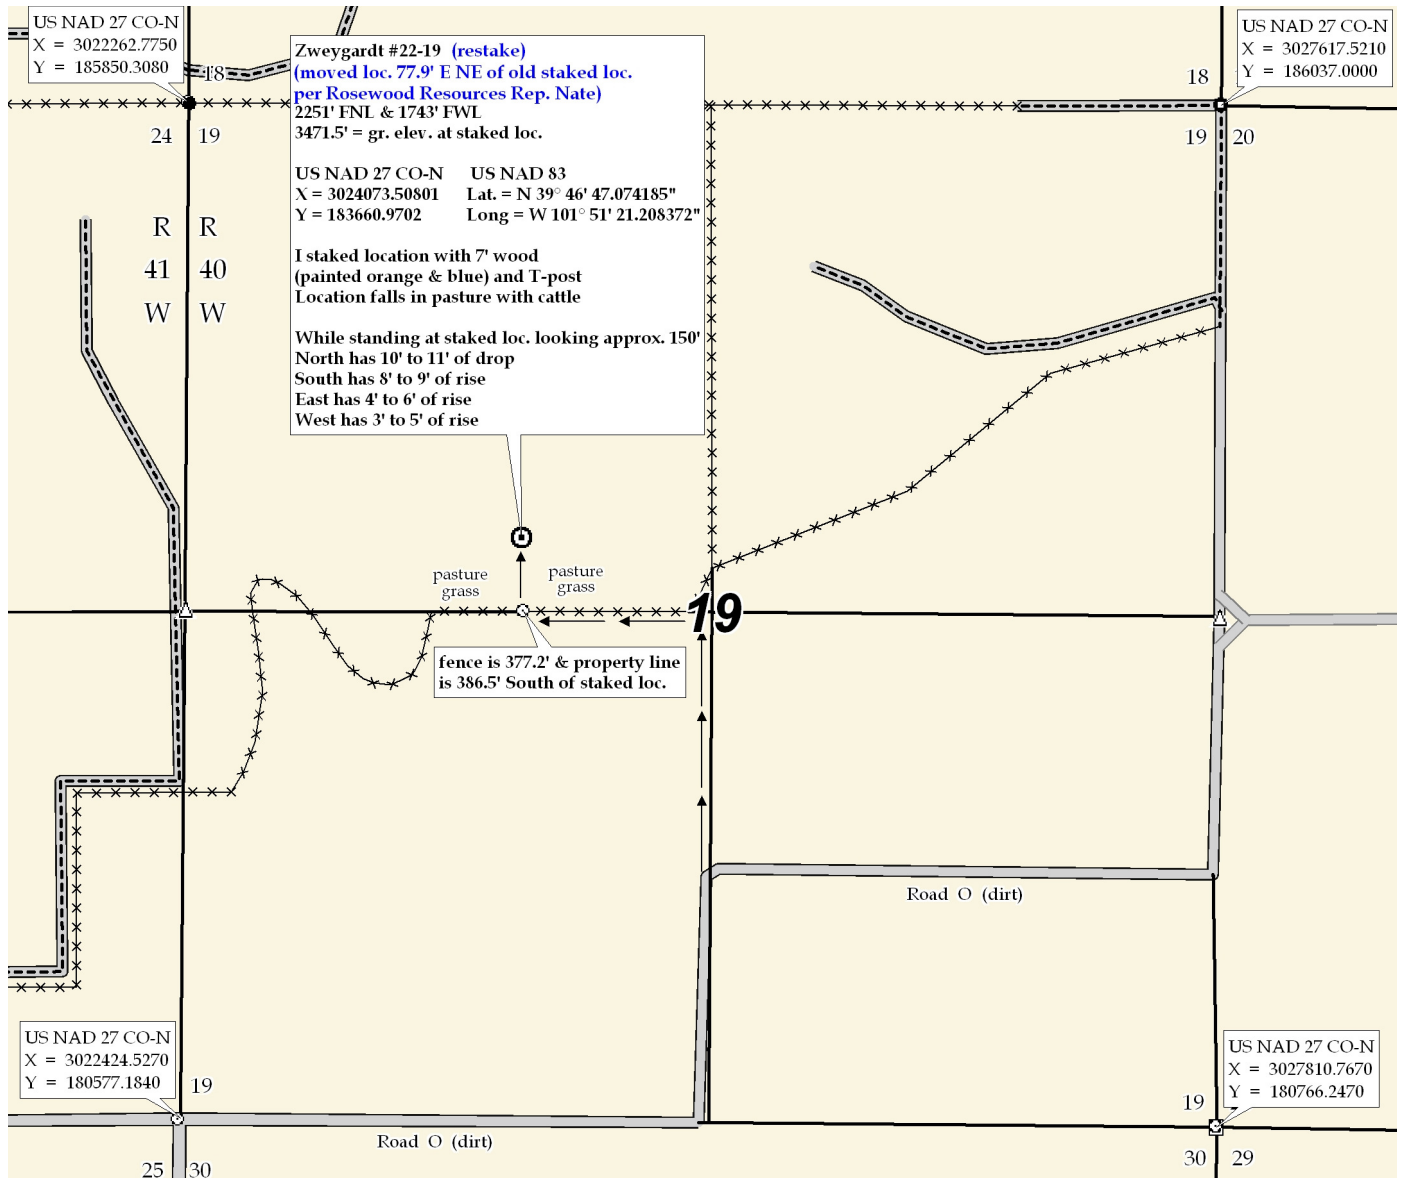 US NAD 27 CO-N
X = 3022262.7750
Y = 185850.3080
US NAD 27 CO-N
X = 3027617.5210
Y = 186037.0000
18
18
24 19
19 20
Zweygardt #22-19 (restake)
(moved loc. 77.9' E NE of old staked loc.
per Rosewood Resources Rep. Nate)
2251' FNL & 1743' FWL
3471.5' = gr. elev. at staked loc.
US NAD 27 CO-N US NAD 83
X = 3024073.50801 Lat. = N 39° 46' 47.074185"
Y = 183660.9702 Long = W 101° 51' 21.208372"
I staked location with 7' wood
(painted orange & blue) and T-post
Location falls in pasture with cattle
While standing at staked loc. looking approx. 150'
North has 10' to 11' of drop
South has 8' to 9' of rise
East has 4' to 6' of rise
West has 3' to 5' of rise
R R
41 40
W W
pasture
grass
pasture
grass
19
fence is 377.2' & property line
is 386.5' South of staked loc.
Road O (dirt)
US NAD 27 CO-N
X = 3022424.5270
Y = 180577.1840
US NAD 27 CO-N
X = 3027810.7670
Y = 180766.2470
19
19
Road O (dirt)
25 30
30 29